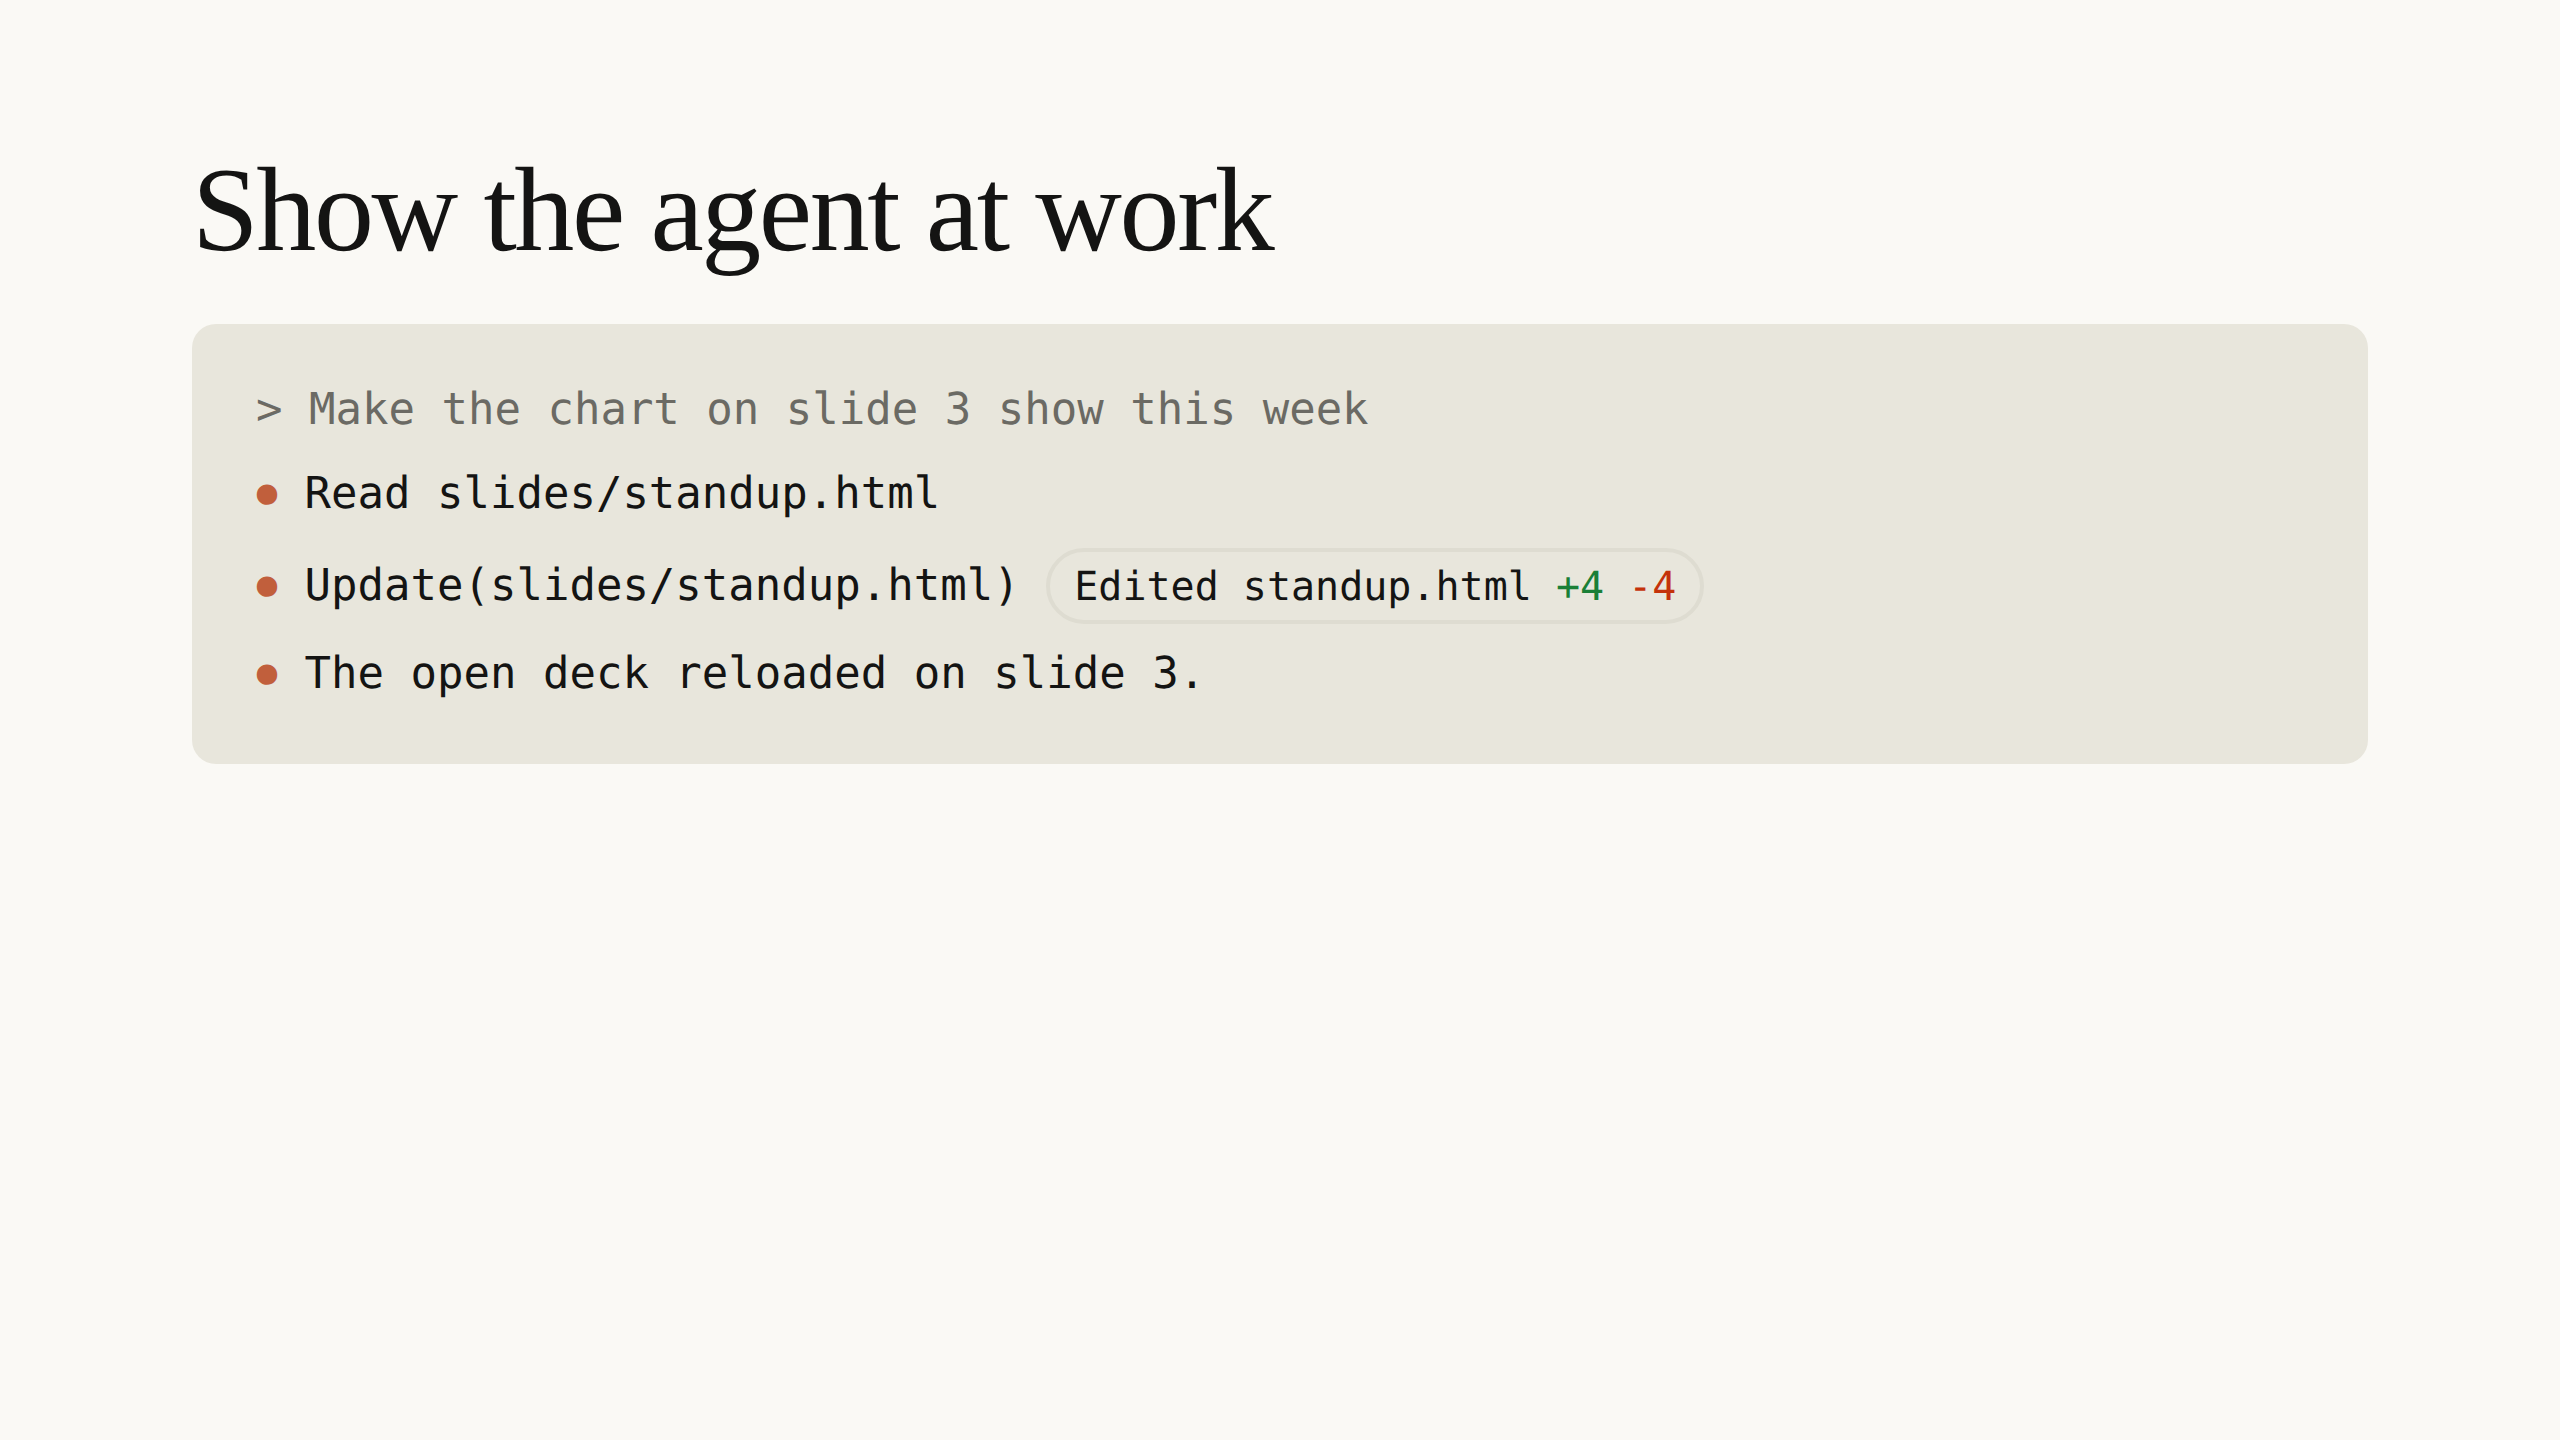 Show the agent at work
> Make the chart on slide 3 show this week
● Read slides/standup.html
● Update(slides/standup.html) Edited standup.html +4 -4
● The open deck reloaded on slide 3.